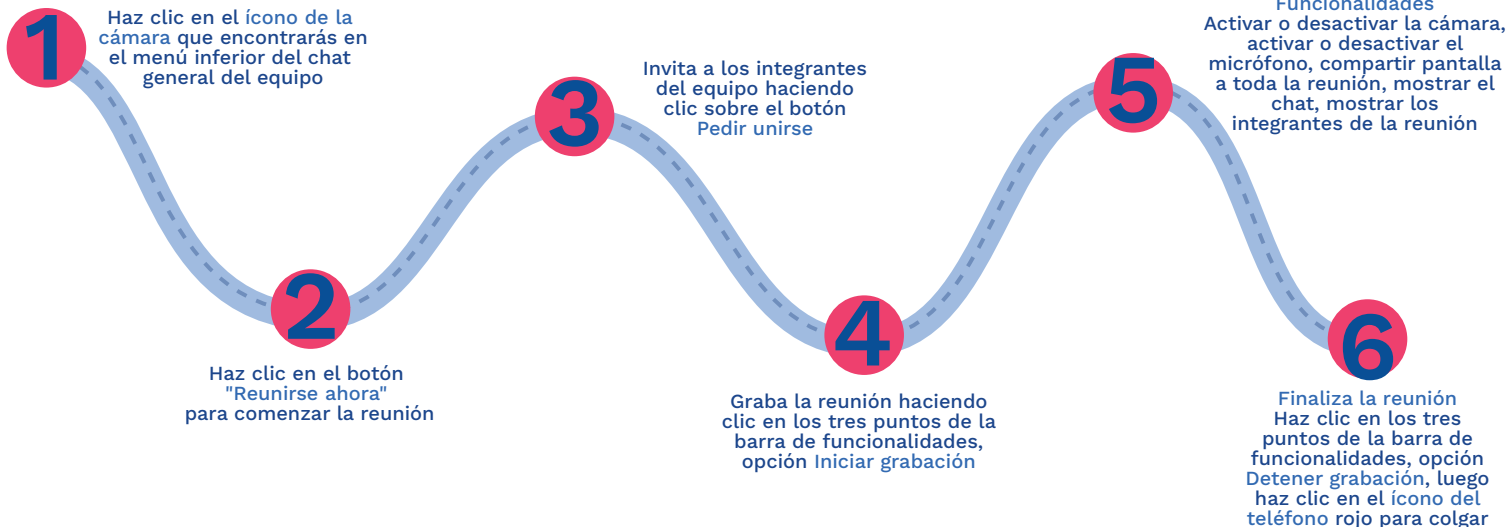 1
Haz clic en el ícono de la
cámara que encontrarás en
el menú inferior del chat
general del equipo
2
Haz clic en el botón
"Reunirse ahora"
para comenzar la reunión
3
Invita a los integrantes
del equipo haciendo
clic sobre el botón
Pedir unirse
4
Graba la reunión haciendo
clic en los tres puntos de la
barra de funcionalidades,
opción Iniciar grabación
5
Funcionalidades
Activar o desactivar la cámara,
activar o desactivar el
micrófono, compartir pantalla
a toda la reunión, mostrar el
chat, mostrar los
integrantes de la reunión
6
Finaliza la reunión
Haz clic en los tres
puntos de la barra de
funcionalidades, opción
Detener grabación, luego
haz clic en el ícono del
teléfono rojo para colgar